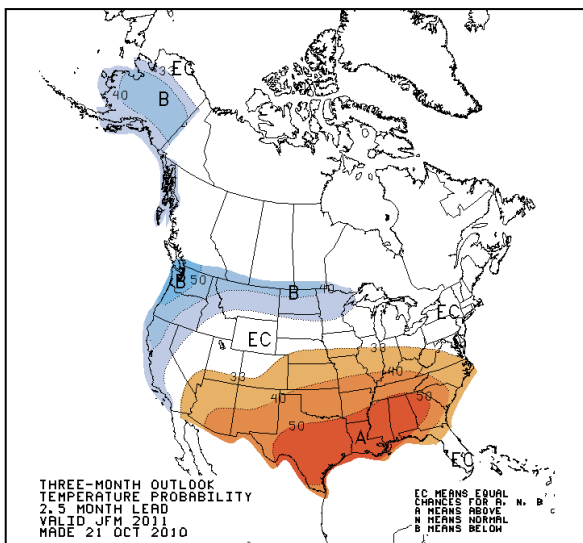 33
EC
40
B
B
50
B
40
EC
EC
33
33
40
40
50
50
A
EC
THREE-MONTH OUTLOOK
TEMPERATURE PROBABILITY
2.5 MONTH LEAD
VALID JFM 2011
MADE 21 OCT 2010
EC MEANS EQUAL
CHANCES FOR A, N, B
A MEANS ABOVE
N MEANS NORMAL
B MEANS BELOW